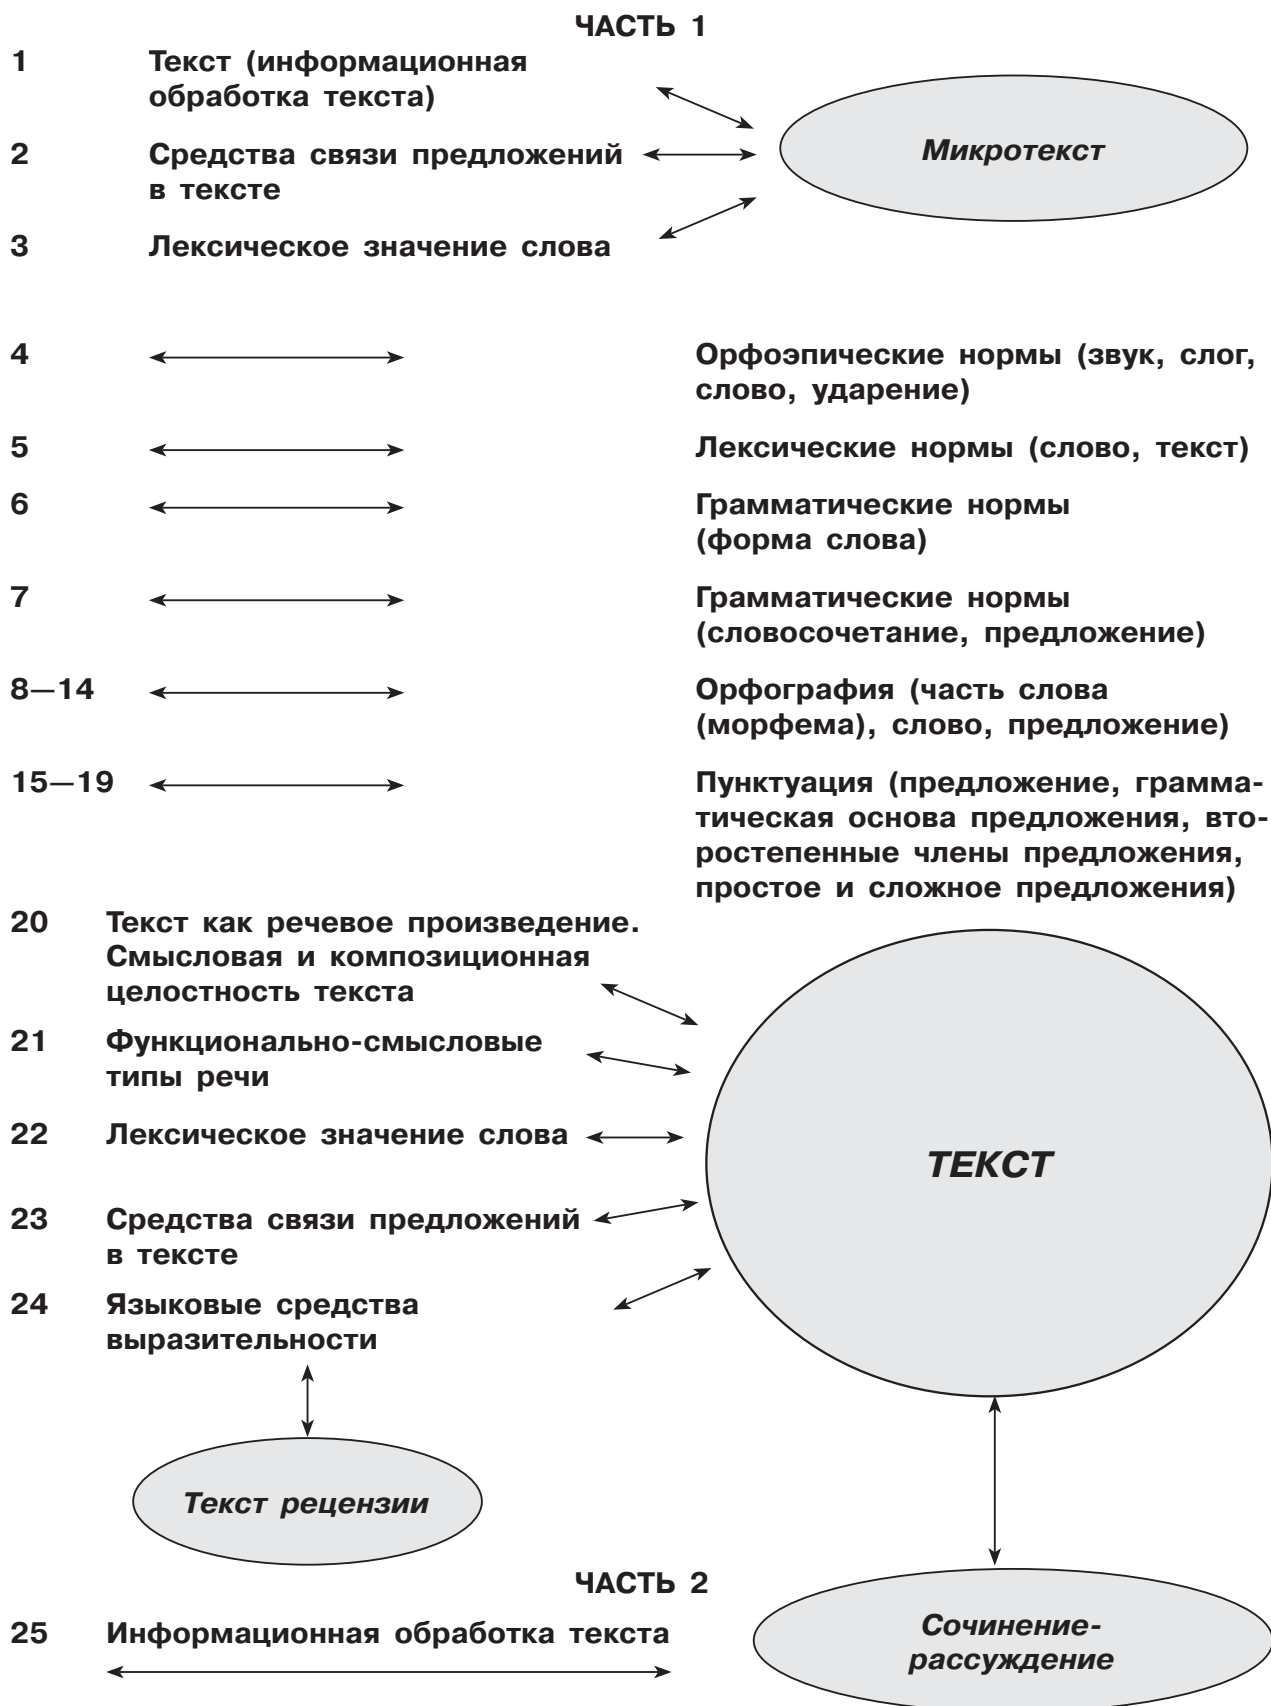 ЧАСТЬ 1
1 Текст (информационная
обработка текста)
2 Средства связи предложений
в тексте
3 Лексическое значение слова
Микротекст
4 Орфоэпические нормы (звук, слог,
слово, ударение)
5 Лексические нормы (слово, текст)
6 Грамматические нормы
(форма слова)
7 Грамматические нормы
(словосочетание, предложение)
8—14 Орфография (часть слова
(морфема), слово, предложение)
15—19 Пунктуация (предложение, грамма-
тическая основа предложения, вто-
ростепенные члены предложения,
простое и сложное предложения)
20 Текст как речевое произведение.
Смысловая и композиционная
целостность текста
21 Функционально-смысловые
типы речи
22 Лексическое значение слова
23 Средства связи предложений
в тексте
24 Языковые средства
выразительности
ТЕКСТ
Текст рецензии
ЧАСТЬ 2
25 Информационная обработка текста
Сочинение-
рассуждение